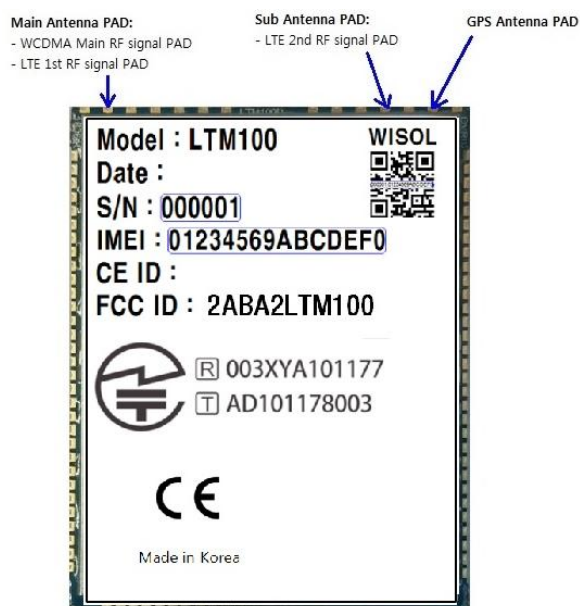 Main Antenna PAD:
- WCDMA Main RF signal PAD
- LTE 1st RF signal PAD
Sub Antenna PAD:
- LTE 2nd RF signal PAD
GPS Antenna PAD
LTM100
Model : LTM100
WISOL
Date :
S/N : 000001
IMEI : 01234569ABCDEF0
CE ID :
FCC ID : 2ABA2LTM100
R 003XYA101177
T AD101178003
CE
Made in Korea